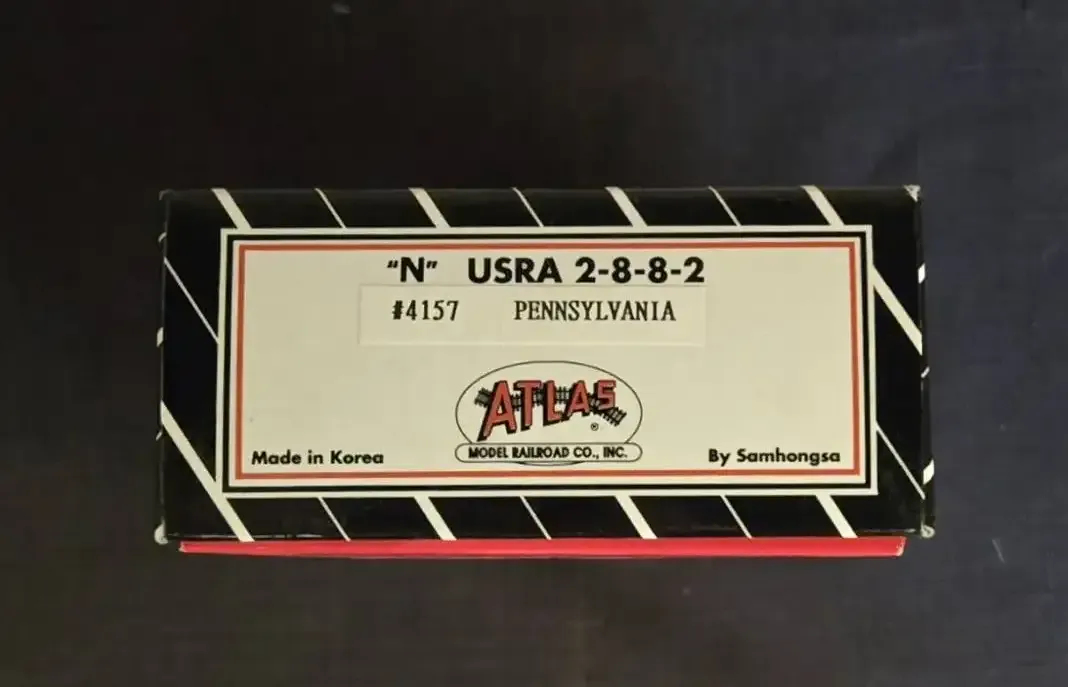 "N" USRA 2-8-8-2
#4157 PENNSYLVANIA
ATLAS®
MODEL RAILROAD CO., INC.
Made in Korea
By Samhongsa